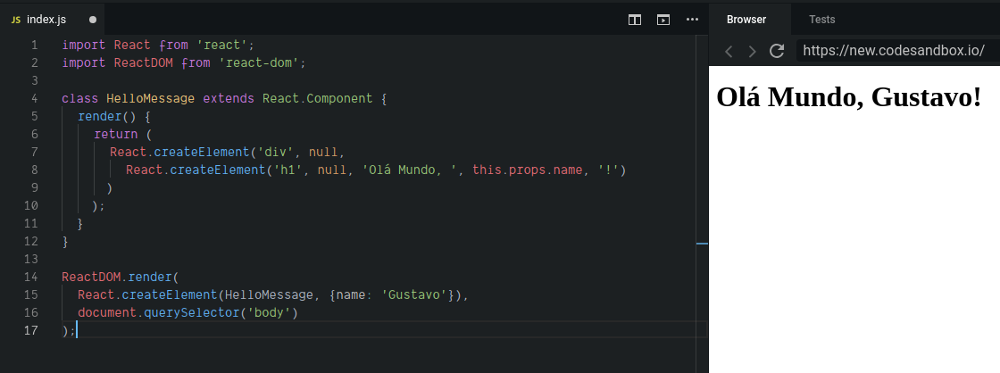 JS index.js
Browser Tests
https://new.codesandbox.io/
1 import React from 'react';
2 import ReactDOM from 'react-dom';
3
4 class HelloMessage extends React.Component {
5 render() {
6 return (
7 React.createElement('div', null,
8 React.createElement('h1', null, 'Olá Mundo, ', this.props.name, '!')
9 )
10 );
11 }
12 }
13
14 ReactDOM.render(
15 React.createElement(HelloMessage, {name: 'Gustavo'}),
16 document.querySelector('body')
17 );
Olá Mundo, Gustavo!